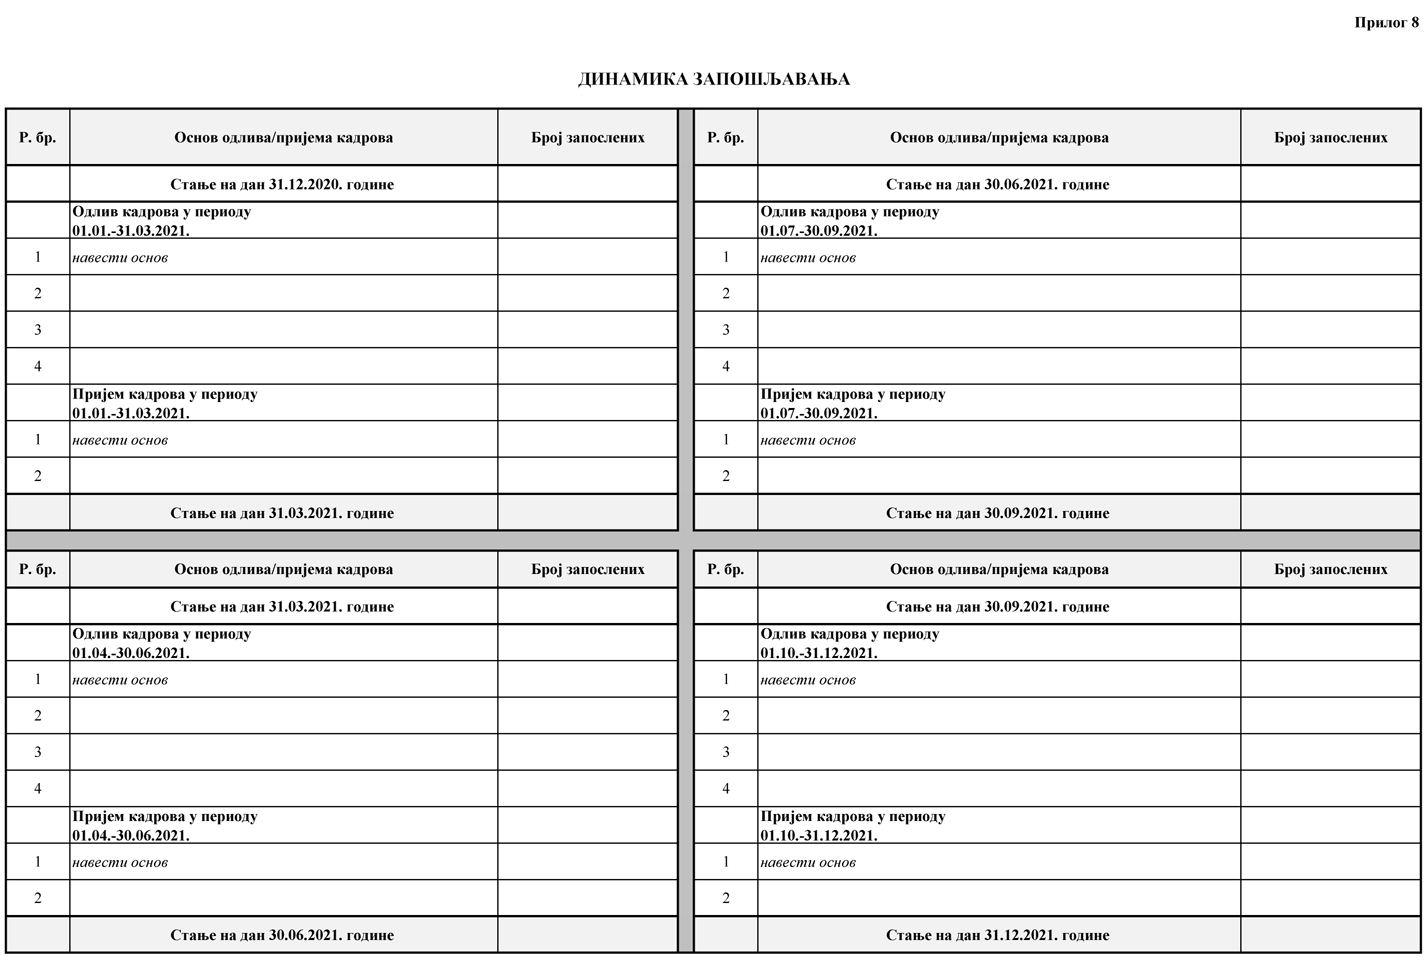 Прилог 8
ДИНАМИКА ЗАПОШЉАВАЊА
Р. бр. Основ одлива/пријема кадрова Број запослених
Стање на дан 31.12.2020. године
Одлив кадрова у периоду
01.01.-31.03.2021.
1 навести основ
2
3
4
Пријем кадрова у периоду
01.01.-31.03.2021.
1 навести основ
2
Стање на дан 31.03.2021. године
Р. бр. Основ одлива/пријема кадрова Број запослених
Стање на дан 30.06.2021. године
Одлив кадрова у периоду
01.07.-30.09.2021.
1 навести основ
2
3
4
Пријем кадрова у периоду
01.07.-30.09.2021.
1 навести основ
2
Стање на дан 30.09.2021. године
Р. бр. Основ одлива/пријема кадрова Број запослених
Стање на дан 31.03.2021. године
Одлив кадрова у периоду
01.04.-30.06.2021.
1 навести основ
2
3
4
Пријем кадрова у периоду
01.04.-30.06.2021.
1 навести основ
2
Стање на дан 30.06.2021. године
Р. бр. Основ одлива/пријема кадрова Број запослених
Стање на дан 30.09.2021. године
Одлив кадрова у периоду
01.10.-31.12.2021.
1 навести основ
2
3
4
Пријем кадрова у периоду
01.10.-31.12.2021.
1 навести основ
2
Стање на дан 31.12.2021. године